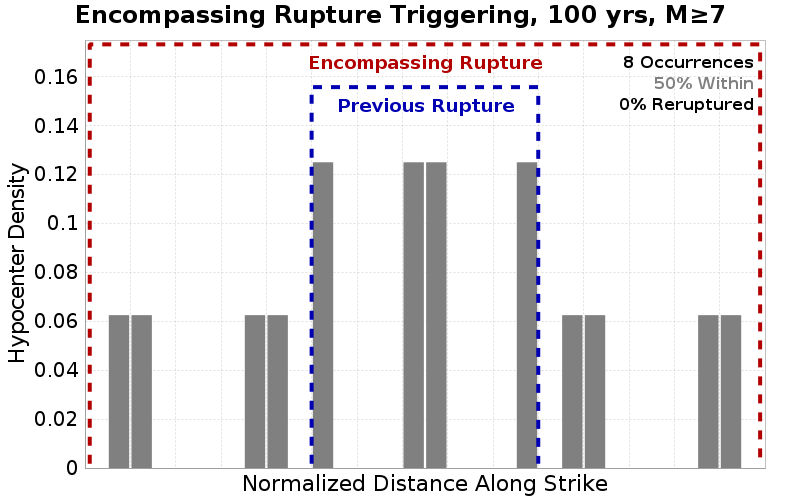 Encompassing Rupture Triggering, 100 yrs, M≥7
Encompassing Rupture
Previous Rupture
8 Occurrences
50% Within
0% Reruptured
Hypocenter Density
0.16
0.14
0.12
0.1
0.08
0.06
0.04
0.02
0
Normalized Distance Along Strike